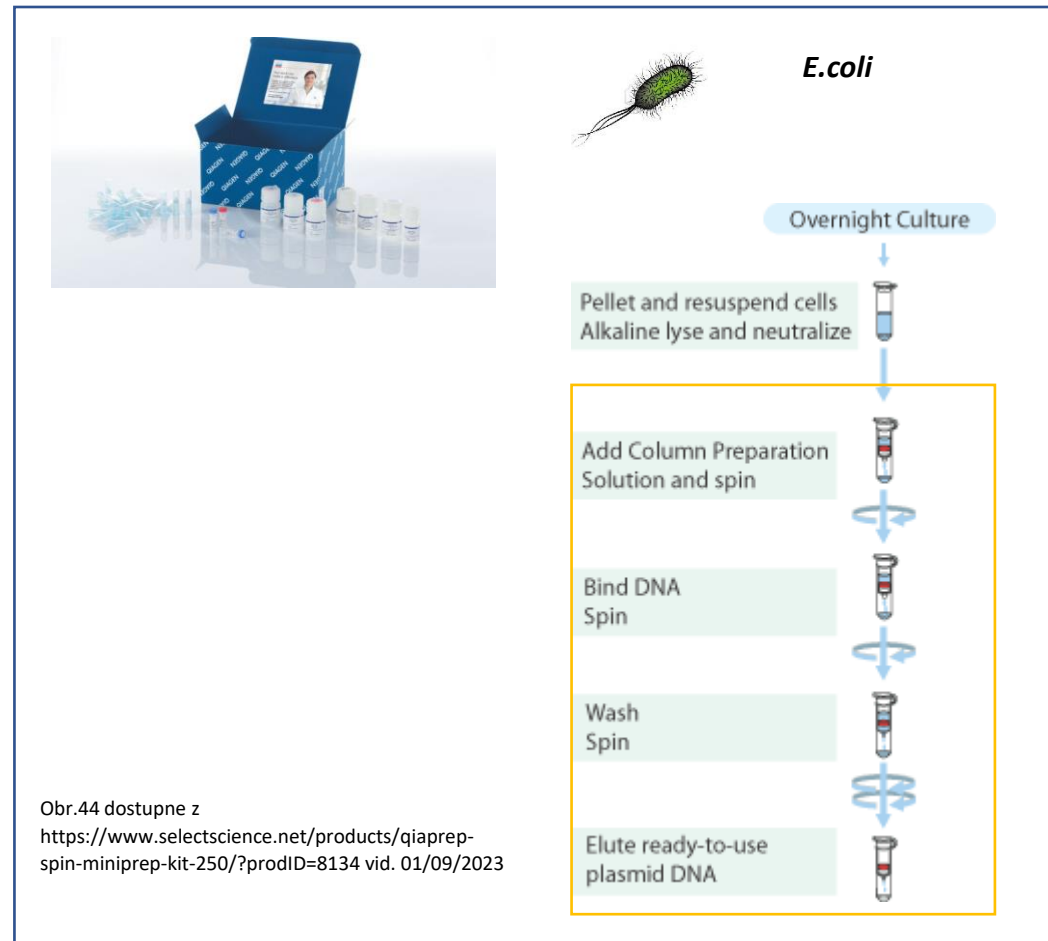 QIAGEN
E.coli
Overnight Culture
Pellet and resuspend cells
Alkaline lyse and neutralize
Add Column Preparation
Solution and spin
Bind DNA
Spin
Wash
Spin
Elute ready-to-use
plasmid DNA
Obr.44 dostupne z
https://www.selectscience.net/products/qiaprep-
spin-miniprep-kit-250/?prodID=8134 vid. 01/09/2023